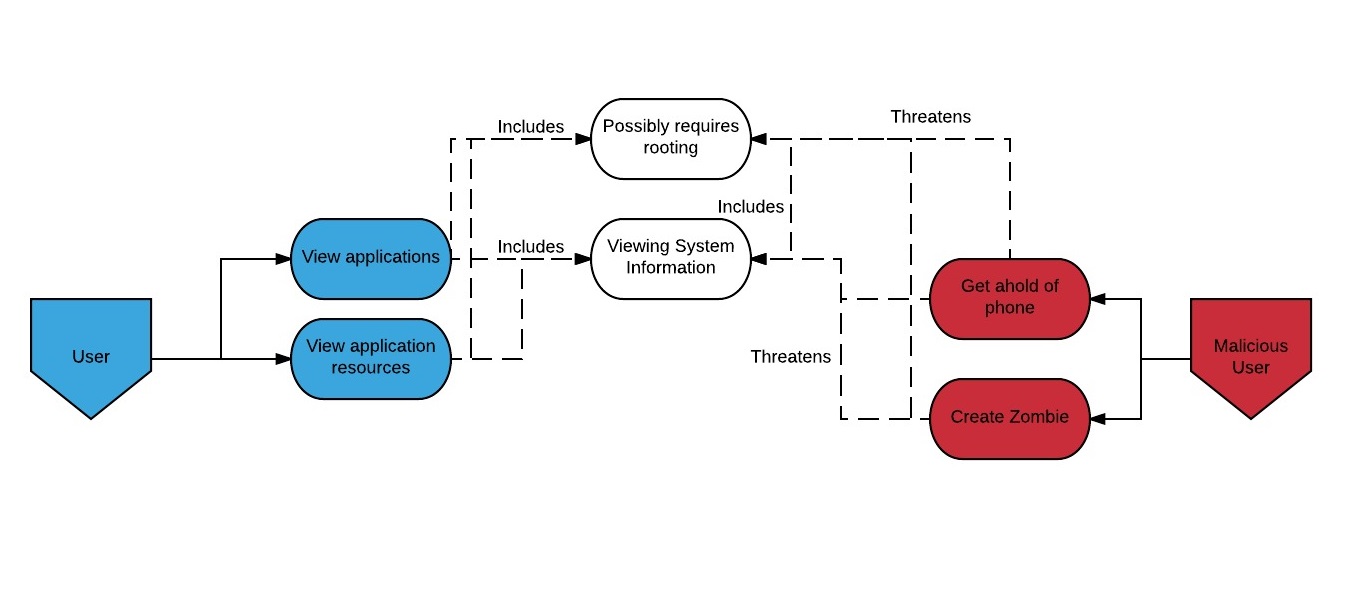 Threatens
Includes
Possibly requires
rooting
Includes
Includes
Viewing System
Information
View applications
Get ahold of
phone
User
View application
resources
Threatens
Malicious
User
Create Zombie